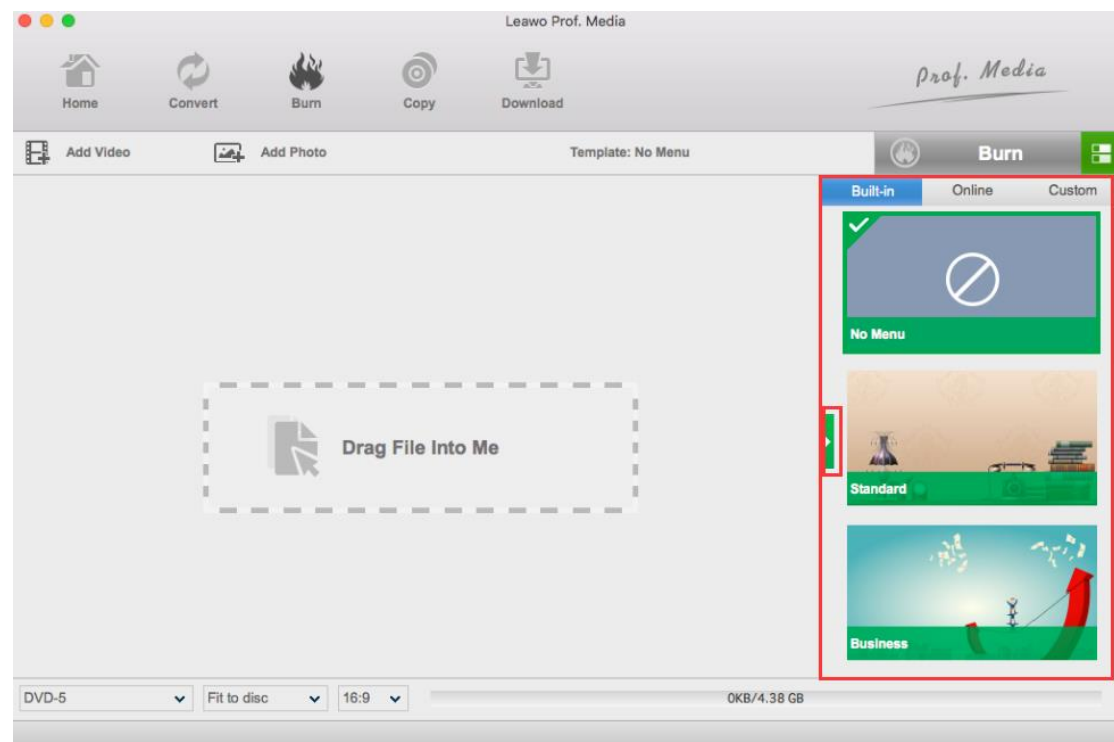 Leawo Prof. Media
Home Convert Burn Copy Download
Prof. Media
Add Video Add Photo Template: No Menu Burn
Built-in Online Custom
No Menu
Drag File Into Me
Standard
Business
DVD-5 Fit to disc 16:9 0KB/4.38 GB